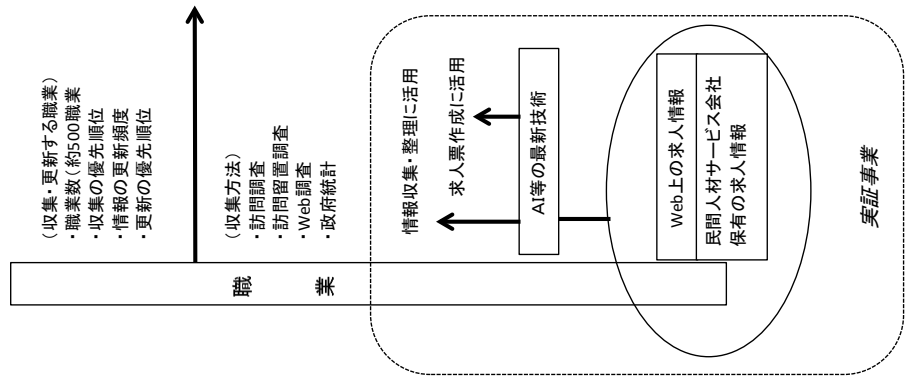 （収集・更新する職業）
・職業数（約500職業）
・収集の優先順位
・情報の更新頻度
・更新の優先順位
（収集方法）
・訪問調査
・訪問留置調査
・Web調査
・政府統計
職業
情報収集・整理に活用
求人票作成に活用
AI等の最新技術
Web上の求人情報
民間人材サービス会社
保有の求人情報
実証事業